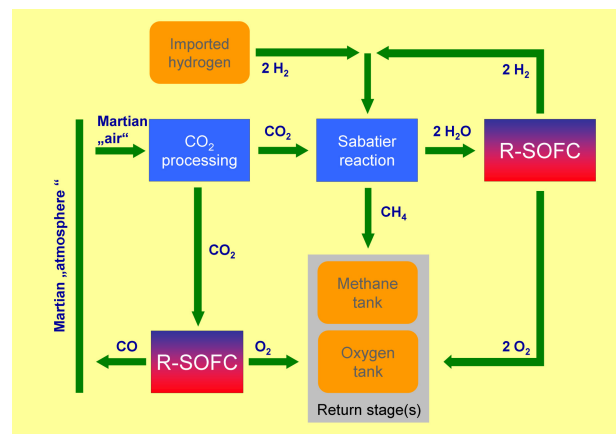 Imported
hydrogen
2 H₂
2 H₂
Martian
„air“
CO₂
processing
CO₂
Sabatier
reaction
2 H₂O
R-SOFC
Martian „atmosphere “
CO₂
CH₄
Methane
tank
CO
R-SOFC
O₂
Oxygen
tank
2 O₂
Return stage(s)